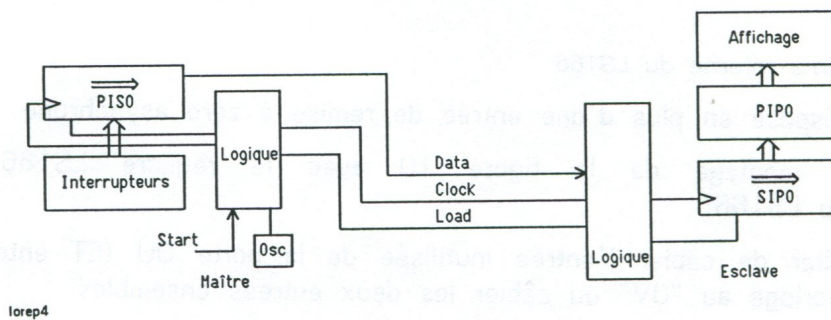 Affichage
PISO
PIPO
Logique
Data
Interrupteurs
Clock
SIPO
Load
Start
Osc
Logique
Maître
Esclave
lorep4